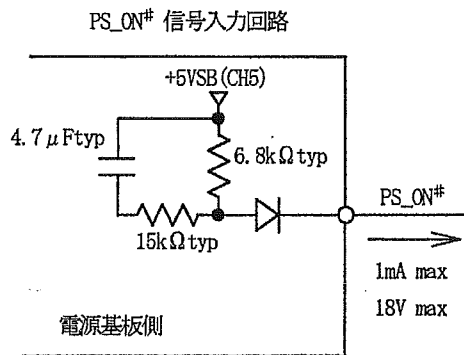 PS_ON# 信号入力回路
+5VSB(CH5)
4.7μFtyp
6.8kΩtyp
15kΩtyp
PS_ON#
1mA max
18V max
電源基板側